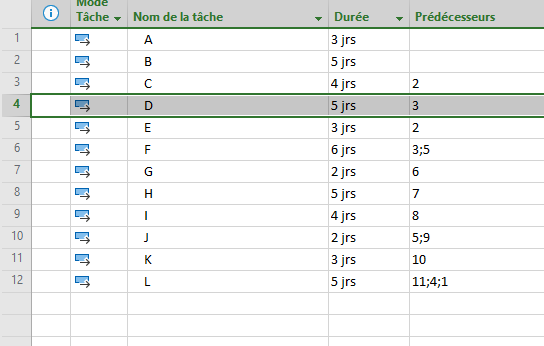 Mode Tâche Nom de la tâche Durée Prédécesseurs
1 A 3 jrs
2 B 5 jrs
3 C 4 jrs 2
4 D 5 jrs 3
5 E 3 jrs 2
6 F 6 jrs 3;5
7 G 2 jrs 6
8 H 5 jrs 7
9 I 4 jrs 8
10 J 2 jrs 5;9
11 K 3 jrs 10
12 L 5 jrs 11;4;1